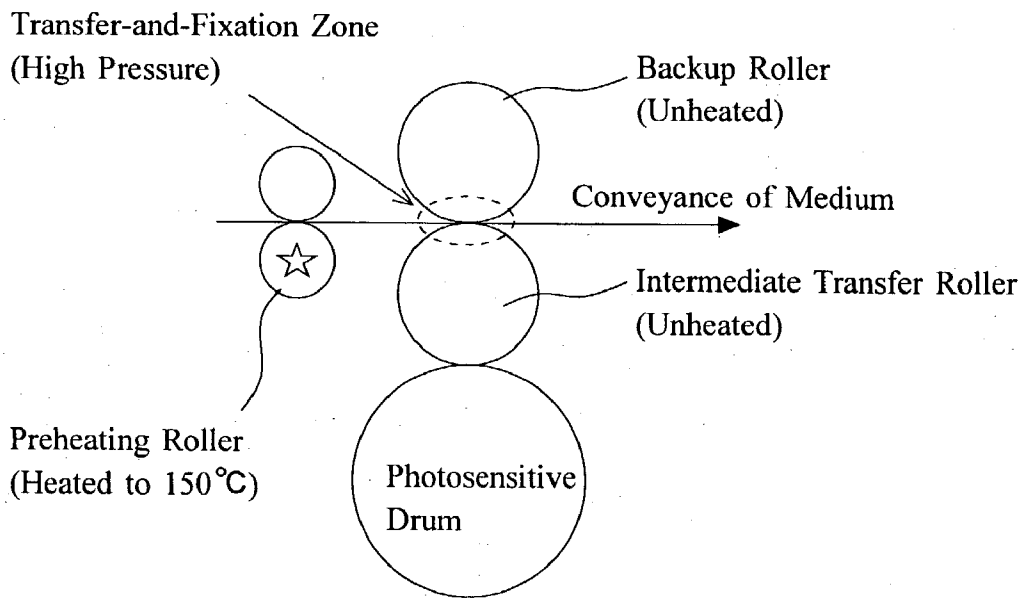 Transfer-and-Fixation Zone
(High Pressure)
Backup Roller
(Unheated)
Conveyance of Medium
Intermediate Transfer Roller
(Unheated)
Preheating Roller
(Heated to 150℃)
Photosensitive
Drum